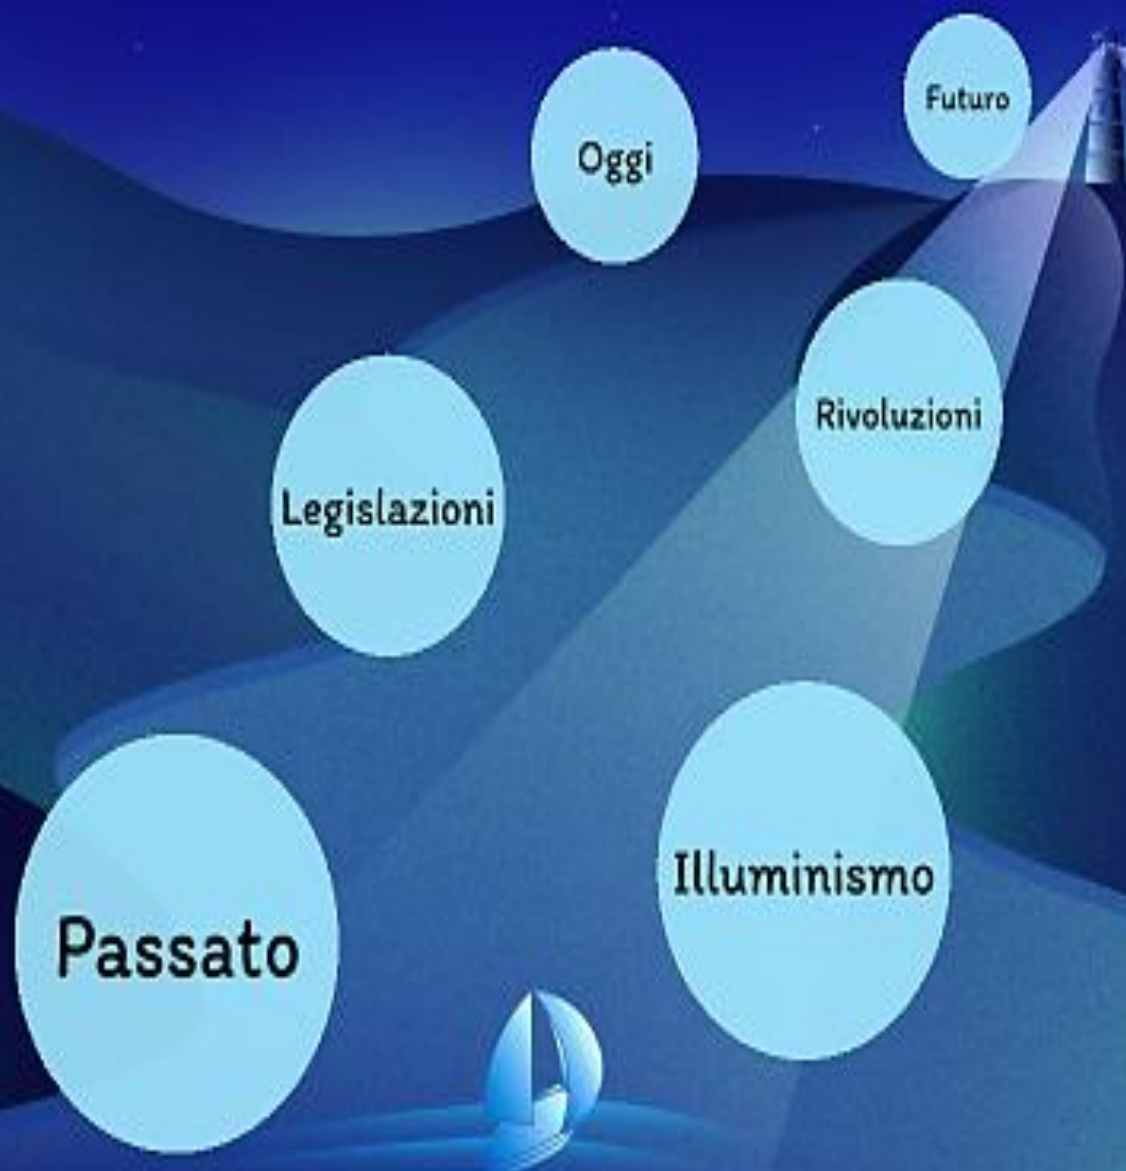 Futuro
Oggi
Rivoluzioni
Legislazioni
Illuminismo
Passato